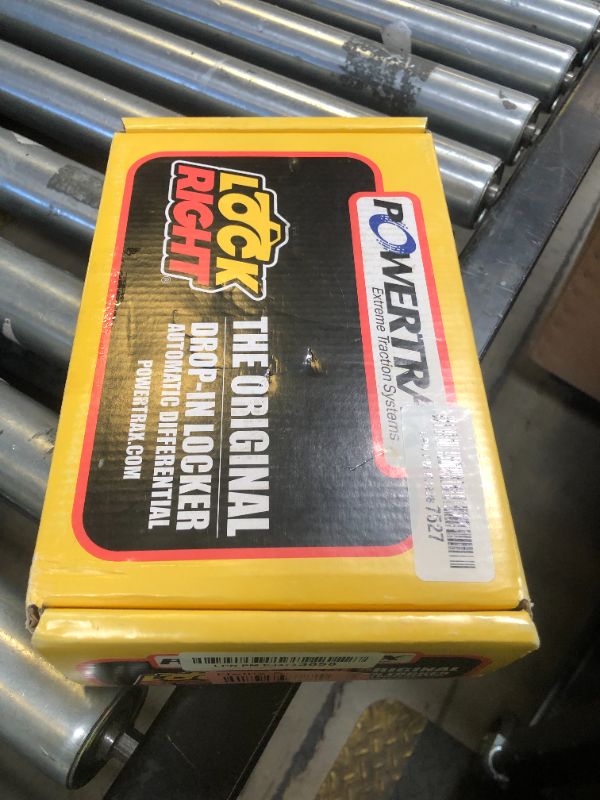 POWERTRA
Extreme Traction Systems
LOCK
RIGHT®
THE ORIGINAL
DROP-IN LOCKER
AUTOMATIC DIFFERENTIAL
POWERTRAX.COM
7527
ORIGINAL